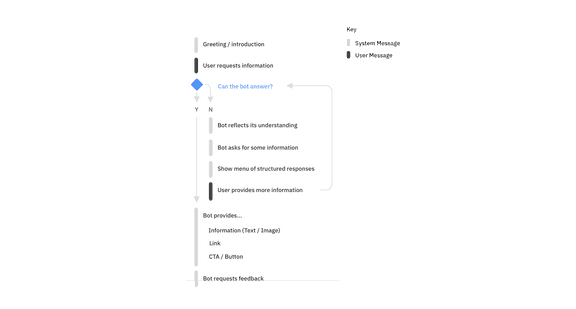 Key
Greeting / introduction
System Message
User Message
User requests information
Can the bot answer?
Y
N
Bot reflects its understanding
Bot asks for some information
Show menu of structured responses
User provides more information
Bot provides...
Information (Text / Image)
Link
CTA / Button
Bot requests feedback